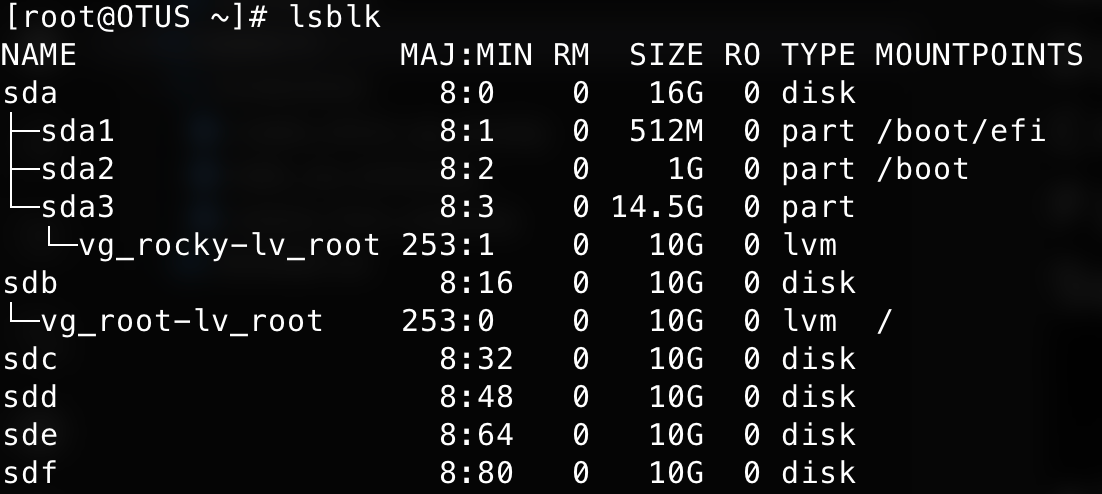 [root@OTUS ~]# lsblk
NAME                 MAJ:MIN RM   SIZE RO TYPE MOUNTPOINTS
sda                    8:0    0    16G  0 disk
├─sda1                 8:1    0   512M  0 part /boot/efi
├─sda2                 8:2    0     1G  0 part /boot
└─sda3                 8:3    0 14.5G  0 part
  └─vg_rocky-lv_root 253:1    0    10G  0 lvm
sdb                    8:16   0    10G  0 disk
└─vg_root-lv_root    253:0    0    10G  0 lvm  /
sdc                    8:32   0    10G  0 disk
sdd                    8:48   0    10G  0 disk
sde                    8:64   0    10G  0 disk
sdf                    8:80   0    10G  0 disk